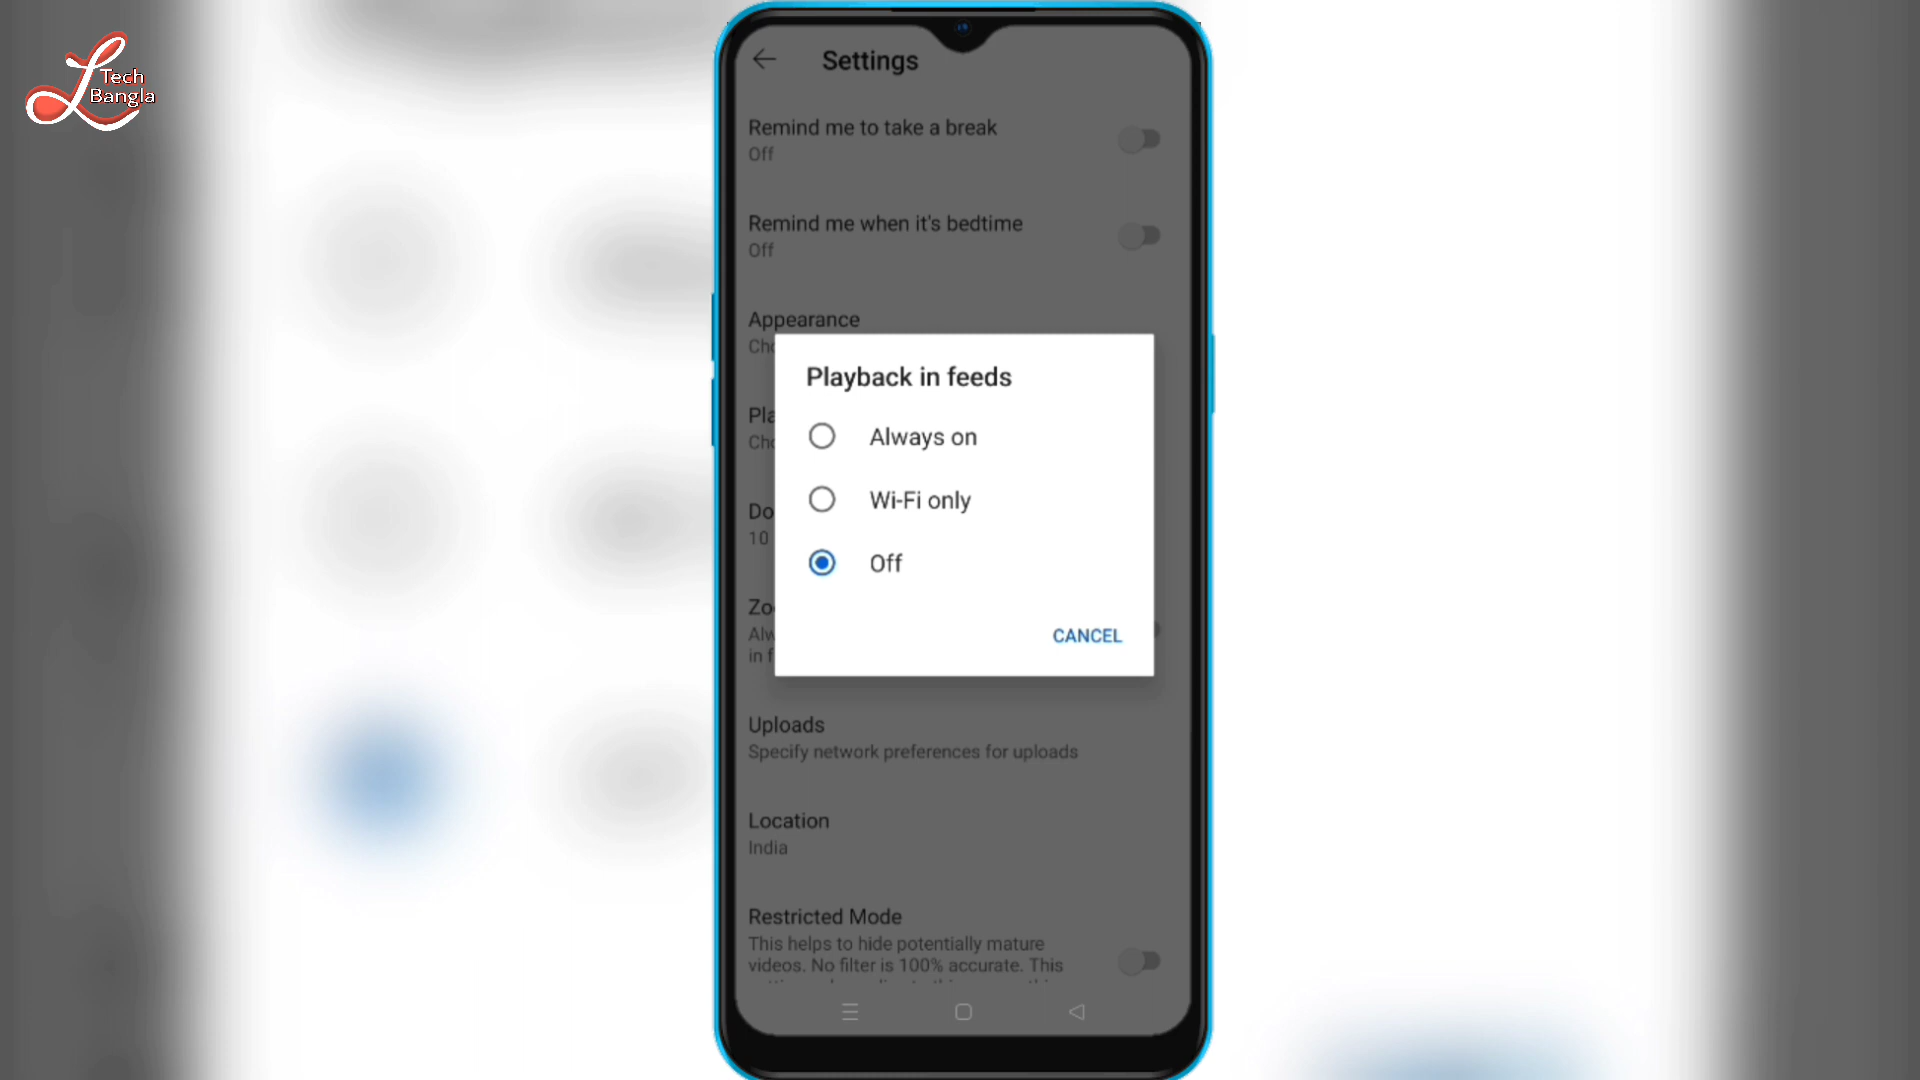 Tech
Bangla
Settings
Remind me to take a break
Off
Remind me when it's bedtime
Off
Appearance
Playback in feeds
Always on
Wi-Fi only
Off
CANCEL
10
in f
Uploads
Specify network preferences for uploads
Location
India
Restricted Mode
This helps to hide potentially mature
videos. No filter is 100% accurate. This